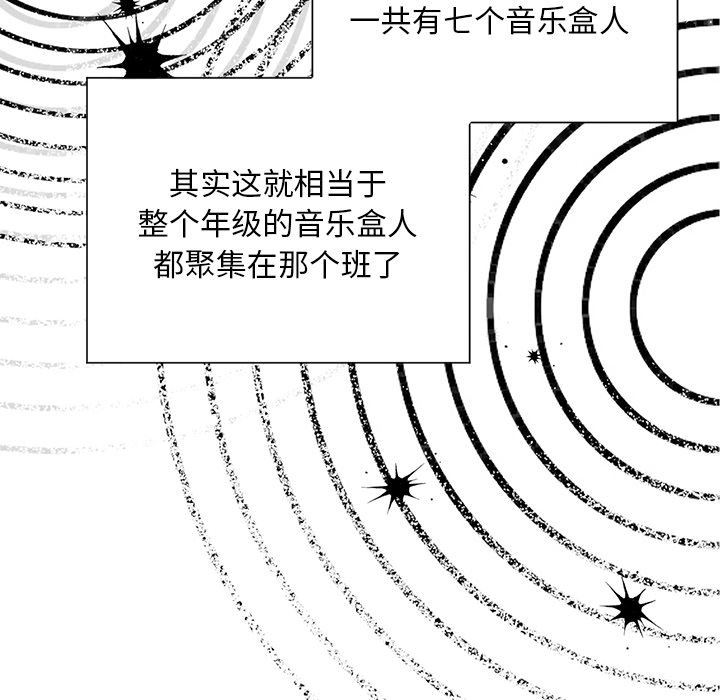 一共有七个音乐盒人
其实这就相当于
整个年级的音乐盒人
都聚集在那个班了